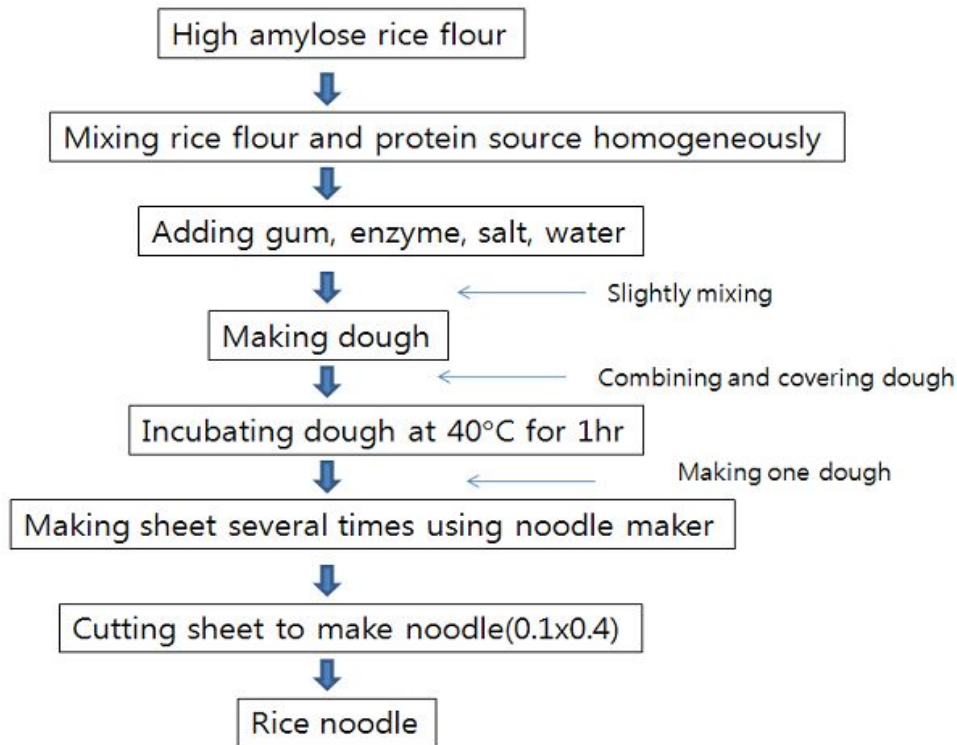 High amylose rice flour
Mixing rice flour and protein source homogeneously
Adding gum, enzyme, salt, water
Slightly mixing
Making dough
Combining and covering dough
Incubating dough at 40°C for 1hr
Making one dough
Making sheet several times using noodle maker
Cutting sheet to make noodle(0.1x0.4)
Rice noodle